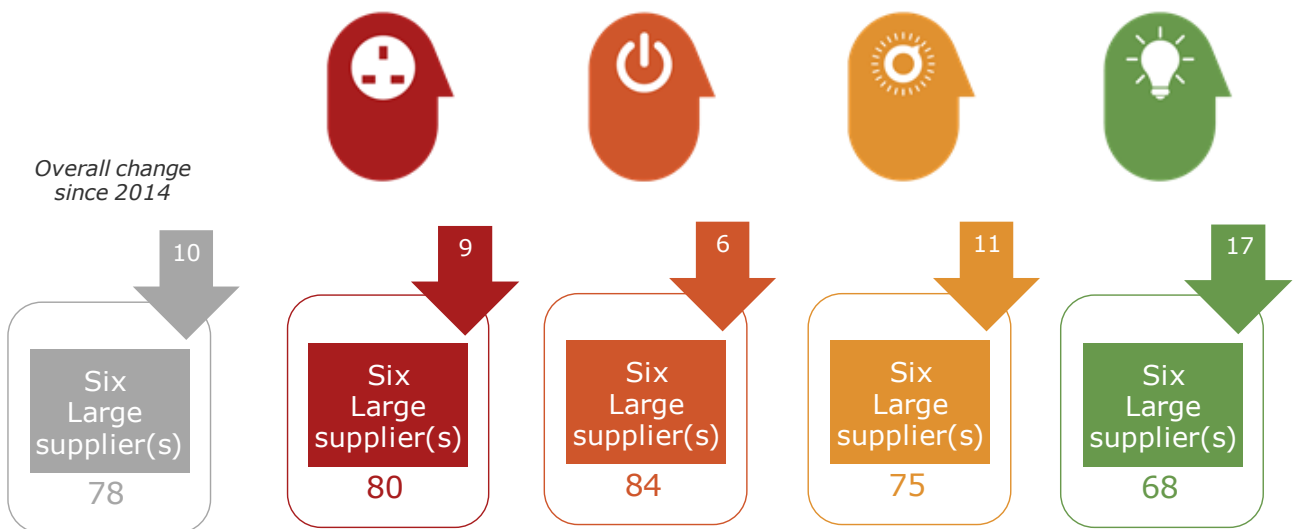 Overall change
since 2014
10
9
6
11
17
Six
Large
supplier(s)
78
Six
Large
supplier(s)
80
Six
Large
supplier(s)
84
Six
Large
supplier(s)
75
Six
Large
supplier(s)
68